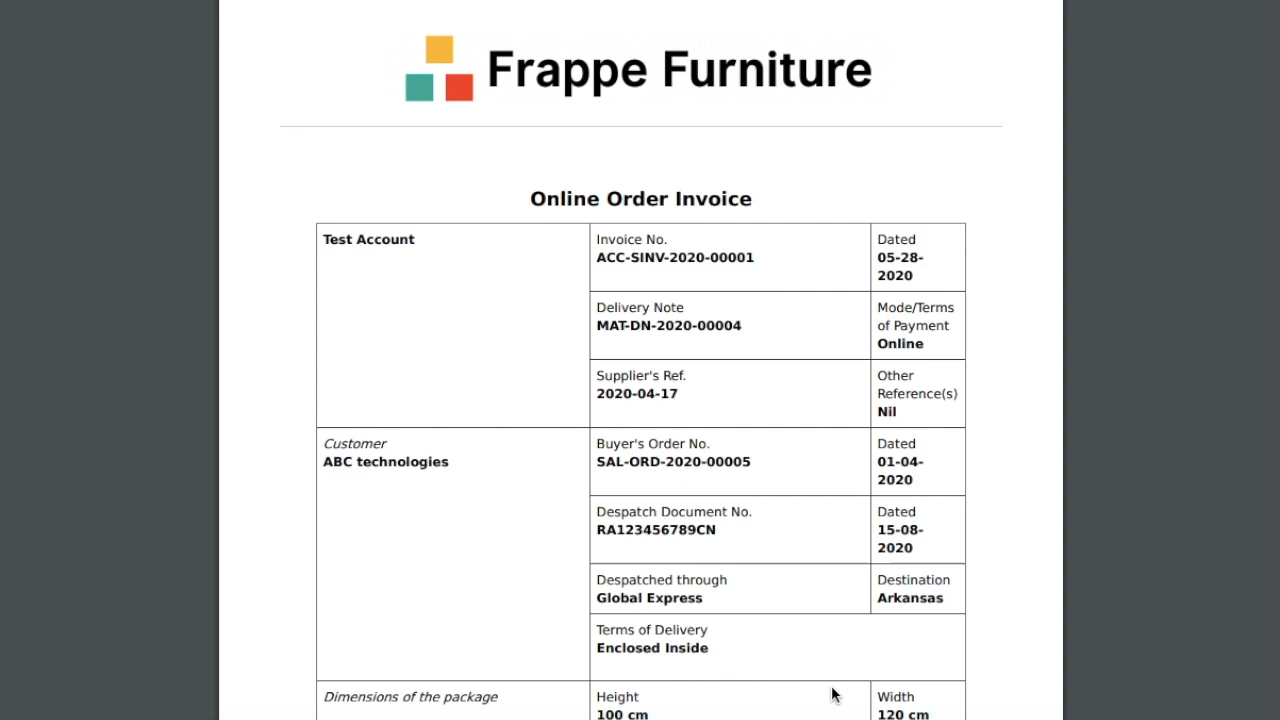 Frappe Furniture
Online Order Invoice
Test Account
Invoice No.
ACC-SINV-2020-00001
Dated
05-28-
2020
Delivery Note
MAT-DN-2020-00004
Mode/Terms
of Payment
Online
Supplier's Ref.
2020-04-17
Other
Reference(s)
Nil
Customer
ABC technologies
Buyer's Order No.
SAL-ORD-2020-00005
Dated
01-04-
2020
Despatch Document No.
RA123456789CN
Dated
15-08-
2020
Despatched through
Global Express
Destination
Arkansas
Terms of Delivery
Enclosed Inside
Dimensions of the package
Height
100 cm
Width
120 cm